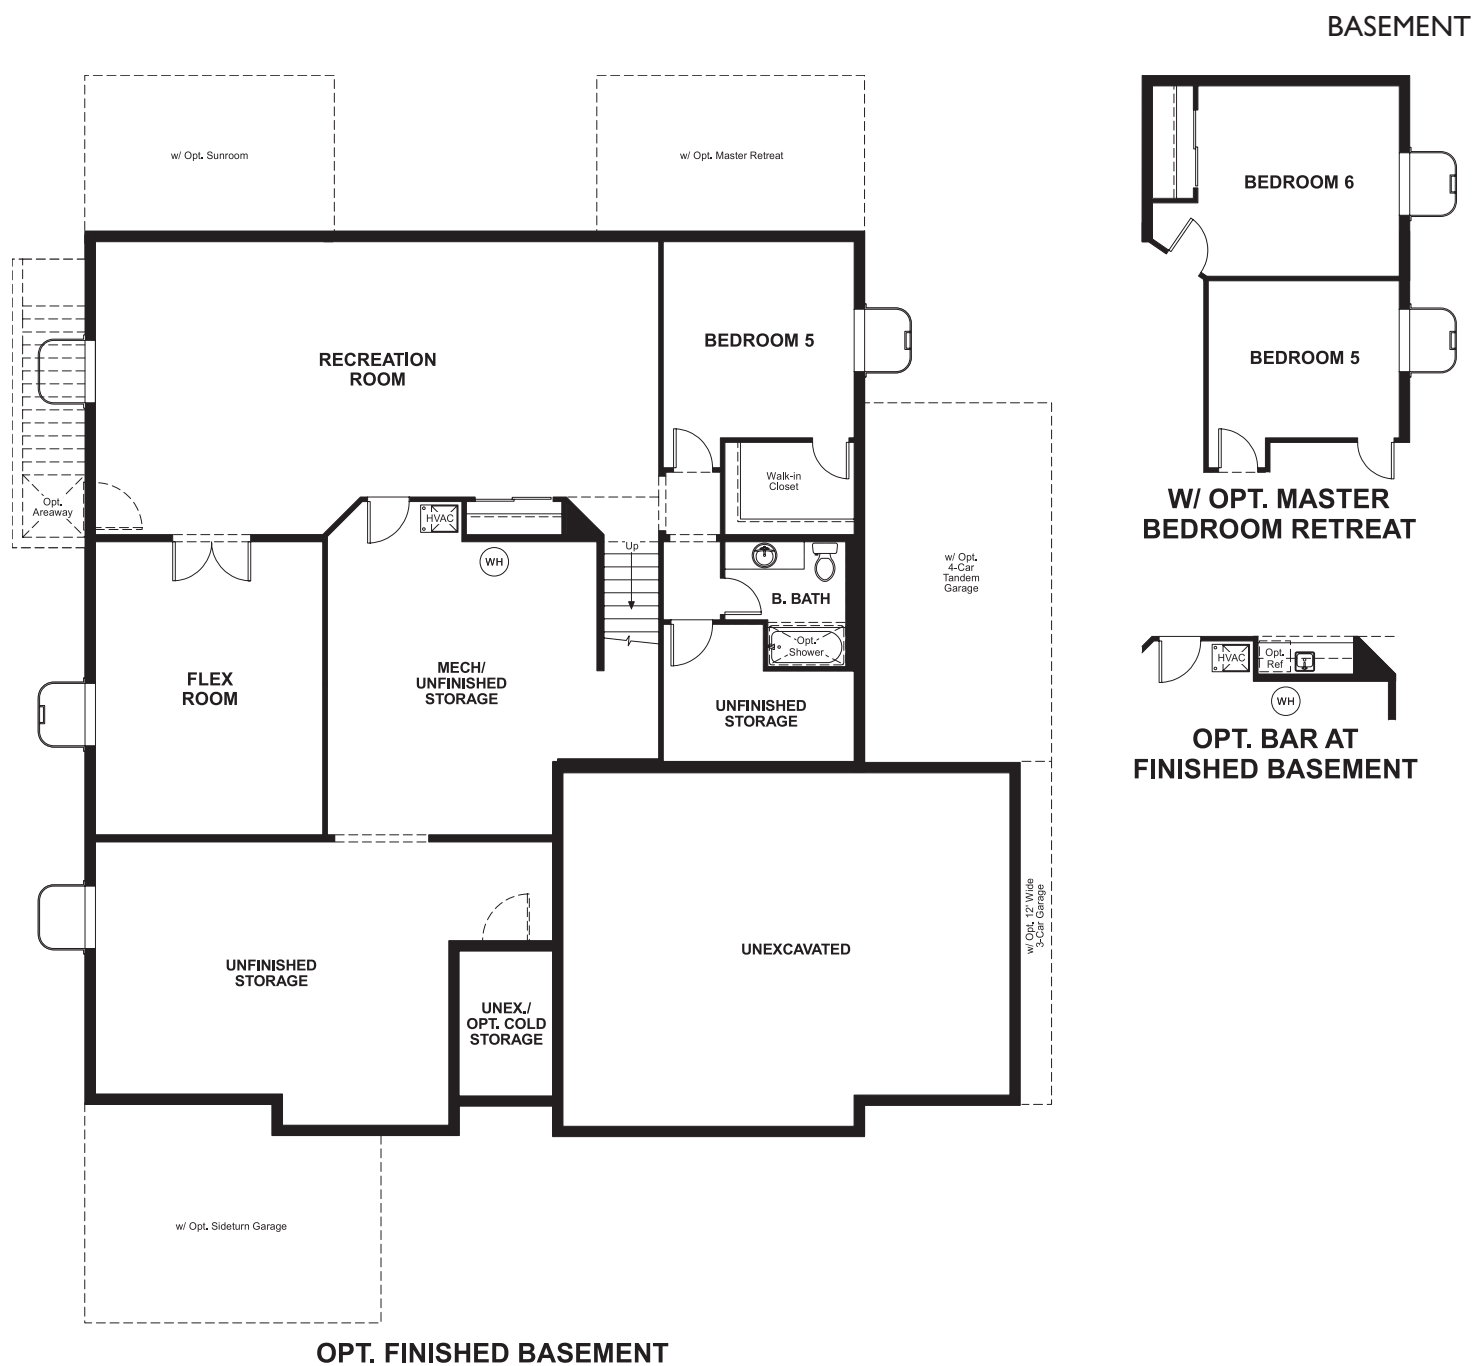 BASEMENT
w/ Opt. Sunroom
w/ Opt. Master Retreat
BEDROOM 6
BEDROOM 5
RECREATION
ROOM
BEDROOM 5
Walk-in
Closet
Opt.
Areaway
HVAC
WH
Up
B. BATH
Opt.
Shower
w/ Opt.
4-Car
Tandem
Garage
W/ OPT. MASTER
BEDROOM RETREAT
HVAC
Opt.
Ref
WH
OPT. BAR AT
FINISHED BASEMENT
FLEX
ROOM
MECH/
UNFINISHED
STORAGE
UNFINISHED
STORAGE
UNFINISHED
STORAGE
UNEX./
OPT. COLD
STORAGE
UNEXCAVATED
w/ Opt. 12' Wide
3-Car Garage
w/ Opt. Sideturn Garage
OPT. FINISHED BASEMENT